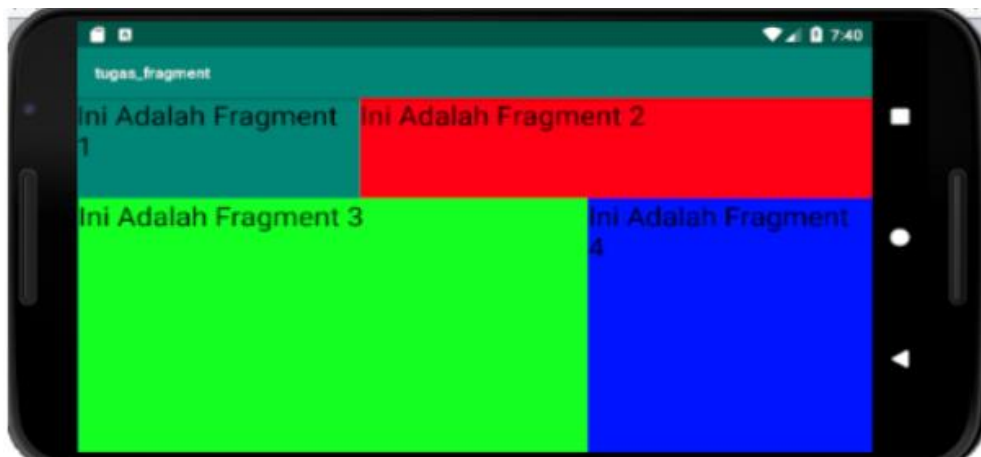 7:40
tugas_fragment
Ini Adalah Fragment
1
Ini Adalah Fragment 2
Ini Adalah Fragment 3
Ini Adalah Fragment
4